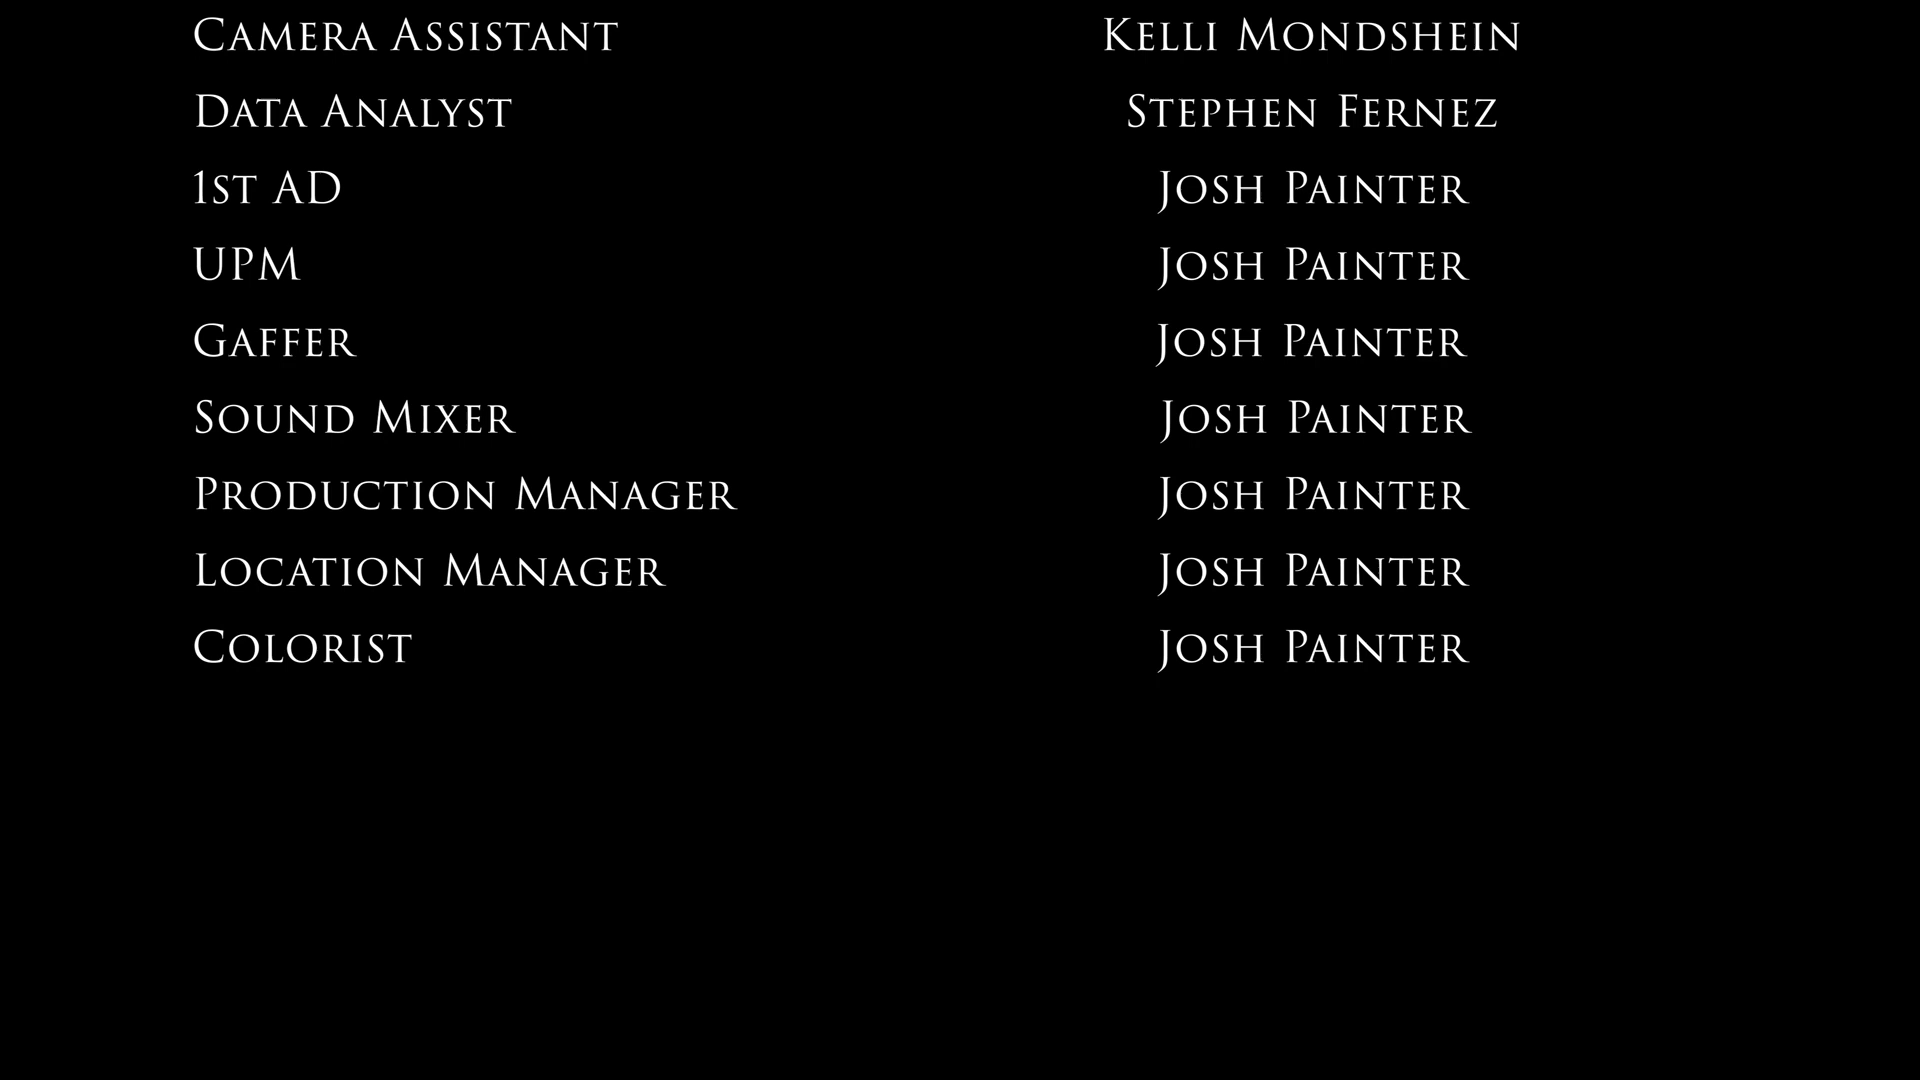 Camera Assistant Kelli Mondshein
Data Analyst Stephen Fernez
1st AD Josh Painter
UPM Josh Painter
Gaffer Josh Painter
Sound Mixer Josh Painter
Production Manager Josh Painter
Location Manager Josh Painter
Colorist Josh Painter